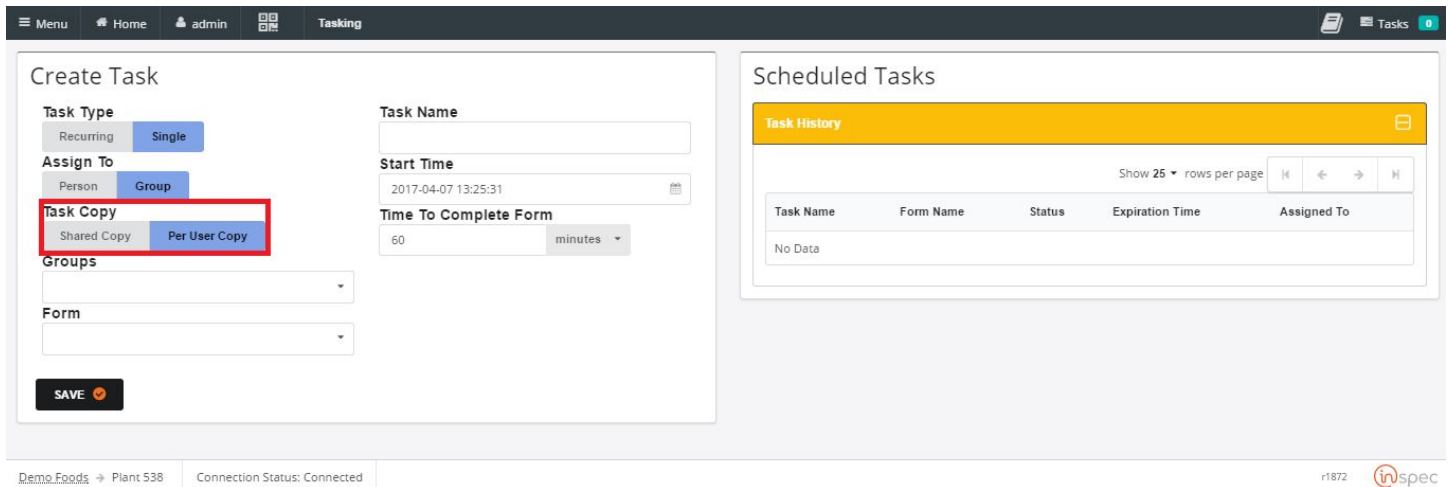 Menu Home admin Tasking Tasks 0
Create Task
Task Type
Recurring Single
Assign To
Person Group
Task Copy
Shared Copy Per User Copy
Groups
Form
SAVE
Task Name
Start Time
2017-04-07 13:25:31
Time To Complete Form
60 minutes
Scheduled Tasks
Task History
Show 25 rows per page
Task Name Form Name Status Expiration Time Assigned To
No Data
Demo Foods Plant 538 Connection Status: Connected r1872 inspec